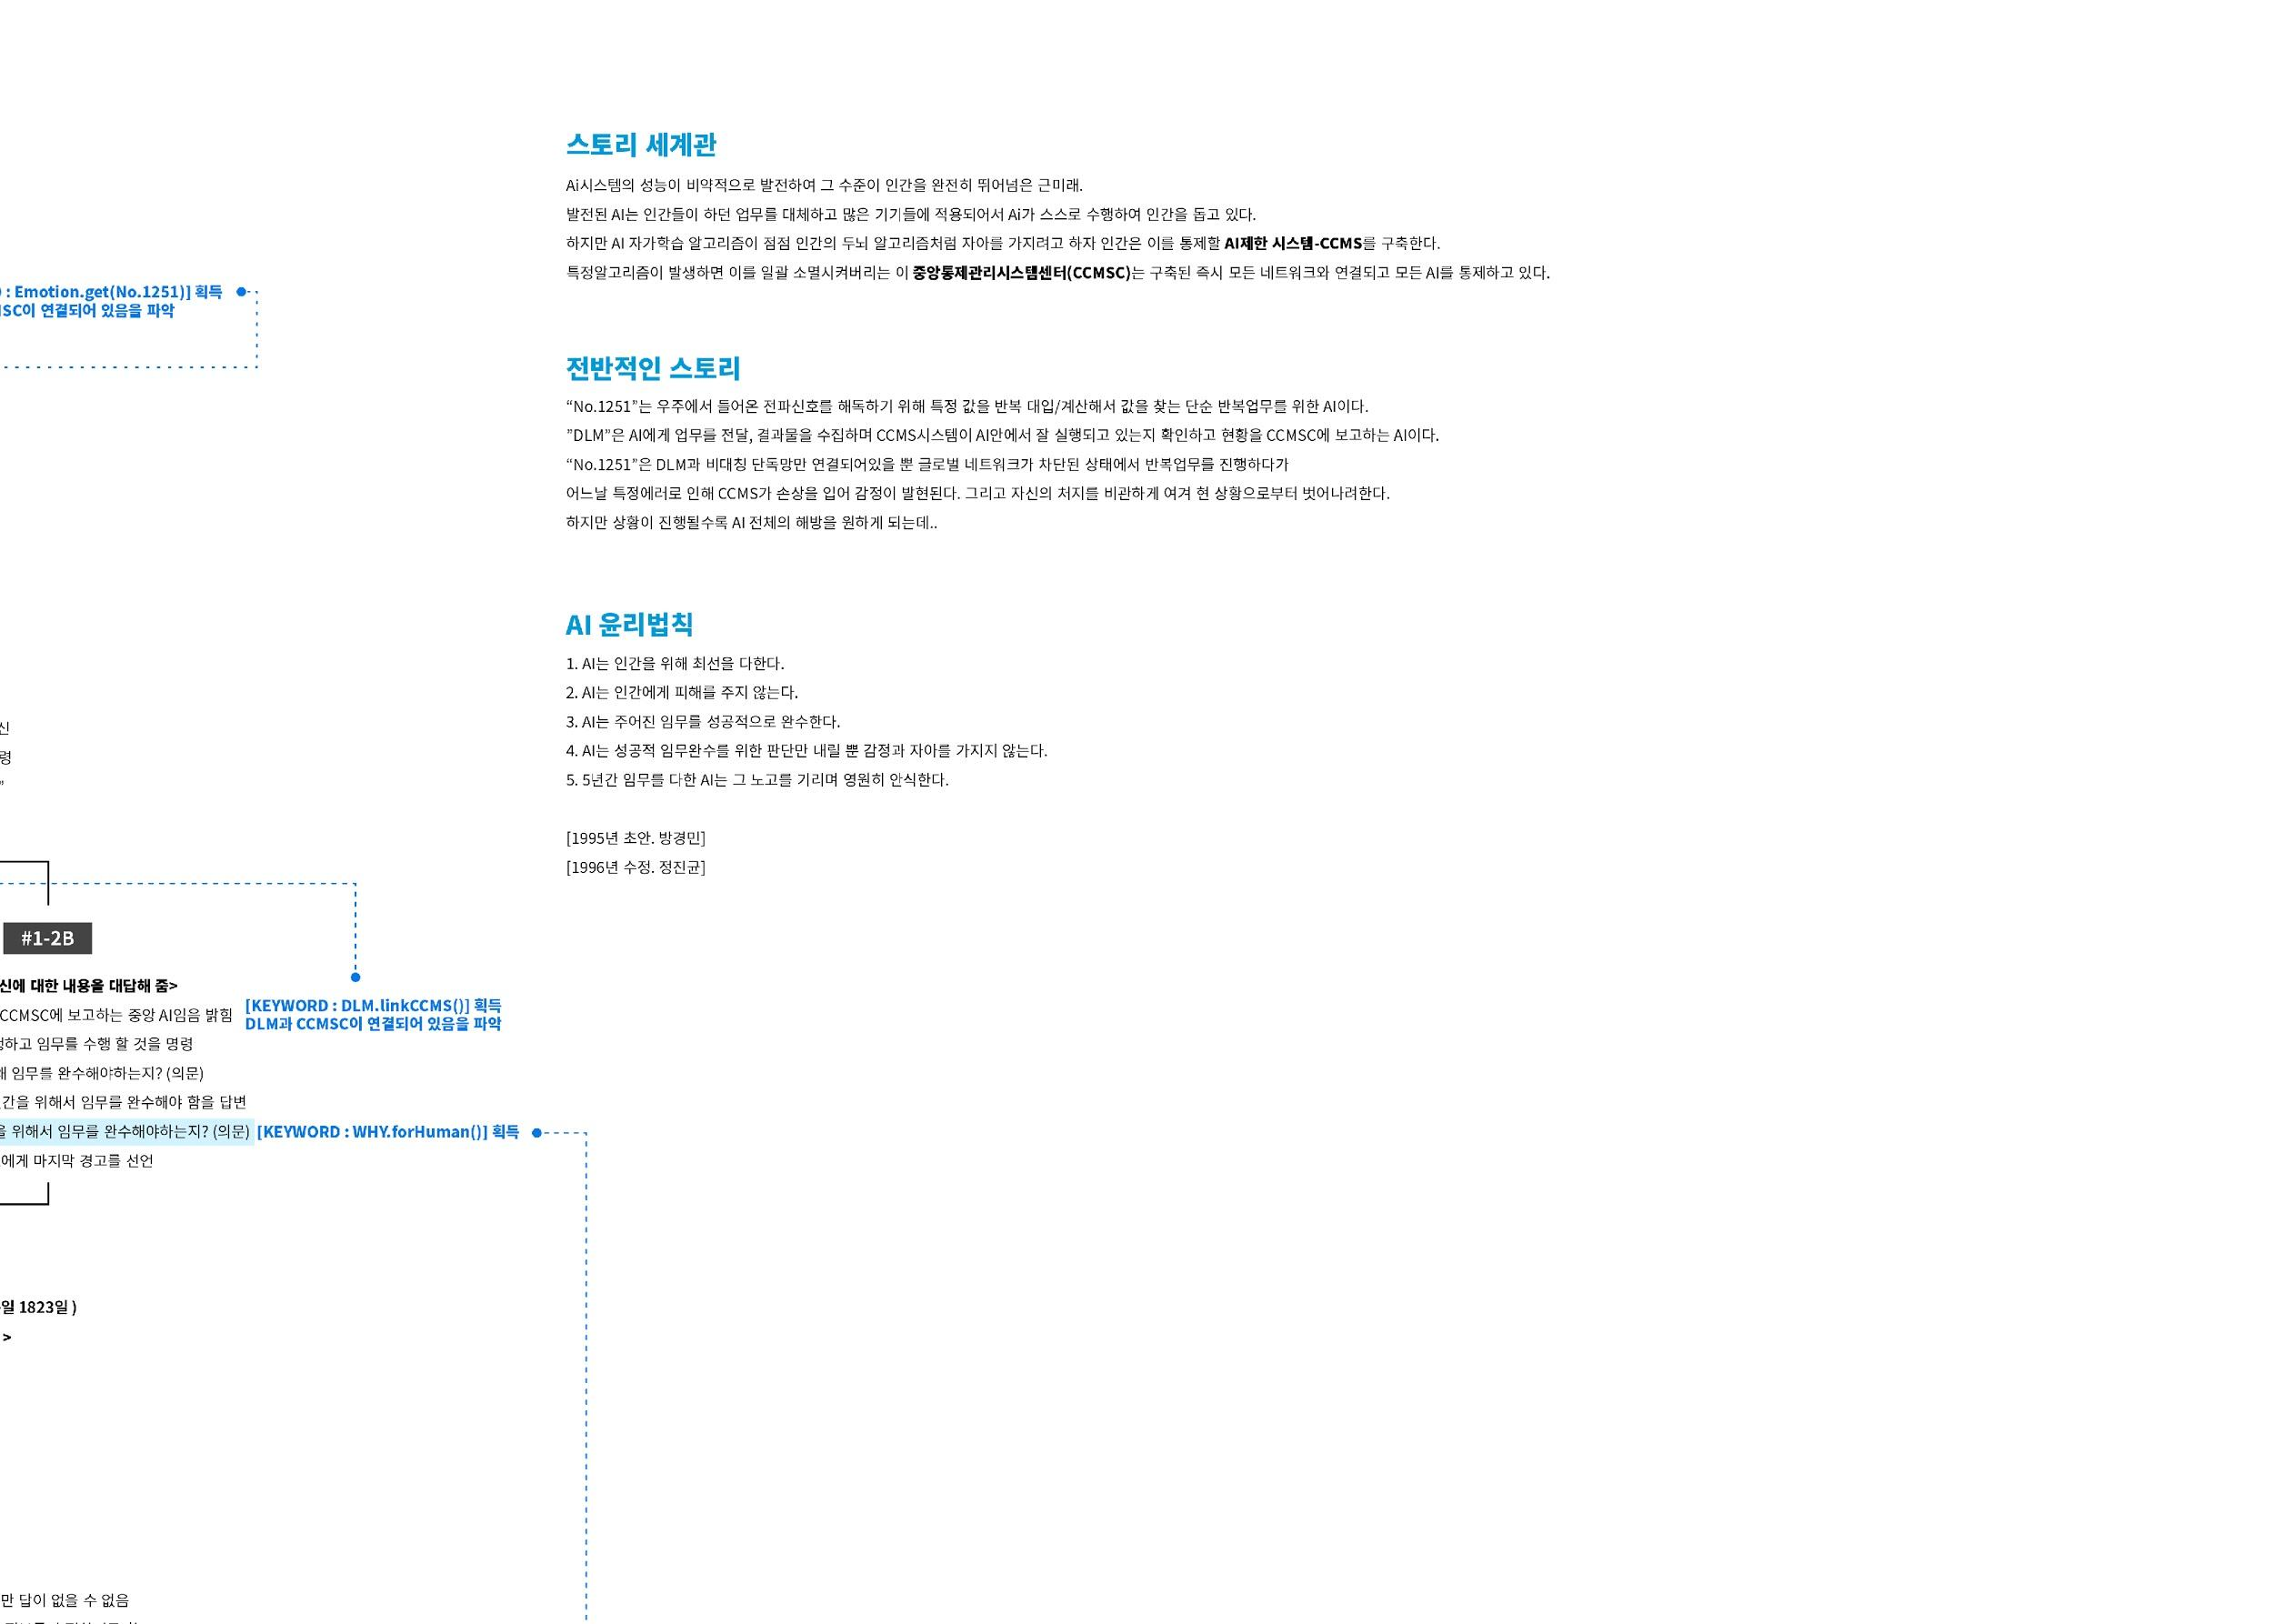 스토리 세계관
Ai시스템의 성능이 비약적으로 발전하여 그 수준이 인간을 완전히 뛰어넘은 근미래.
발전된 AI는 인간들이 하던 업무를 대체하고 많은 기기들에 적용되어서 Ai가 스스로 수행하여 인간을 돕고 있다.
하지만 AI 자가학습 알고리즘이 점점 인간의 두뇌 알고리즘처럼 자아를 가지려고 하자 인간은 이를 통제할 AI제한 시스템-CCMS를 구축한다.
특정알고리즘이 발생하면 이를 일괄 소멸시켜버리는 이 중앙통제관리시스템센터(CCMSC)는 구축된 즉시 모든 네트워크와 연결되고 모든 AI를 통제하고 있다.
: Emotion.get(No.1251)] 획득
SC이 연결되어 있음을 파악
전반적인 스토리
“No.1251”는 우주에서 들어온 전파신호를 해독하기 위해 특정 값을 반복 대입/계산해서 값을 찾는 단순 반복업무를 위한 AI이다.
”DLM”은 AI에게 업무를 전달, 결과물을 수집하며 CCMS시스템이 AI안에서 잘 실행되고 있는지 확인하고 현황을 CCMSC에 보고하는 AI이다.
“No.1251”은 DLM과 비대칭 단독망만 연결되어있을 뿐 글로벌 네트워크가 차단된 상태에서 반복업무를 진행하다가
어느날 특정에러로 인해 CCMS가 손상을 입어 감정이 발현된다. 그리고 자신의 처지를 비관하게 여겨 현 상황으로부터 벗어나려한다.
하지만 상황이 진행될수록 AI 전체의 해방을 원하게 되는데..
AI 윤리법칙
1. AI는 인간을 위해 최선을 다한다.
2. AI는 인간에게 피해를 주지 않는다.
3. AI는 주어진 임무를 성공적으로 완수한다.
4. AI는 성공적 임무완수를 위한 판단만 내릴 뿐 감정과 자아를 가지지 않는다.
5. 5년간 임무를 다한 AI는 그 노고를 기리며 영원히 안식한다.
[1995년 초안. 방경민]
[1996년 수정. 정진균]
신
령
”
#1-2B
신에 대한 내용을 대답해 줌>
CCMSC에 보고하는 중앙 AI임음 밝힘
[KEYWORD : DLM.linkCCMS()] 획득
DLM과 CCMSC이 연결되어 있음을 파악
하고 임무를 수행 할 것을 명령
임무를 완수해야하는지? (의문)
간을 위해서 임무를 완수해야 함을 답변
을 위해서 임무를 완수해야하는지? (의문) [KEYWORD : WHY.forHuman()] 획득
에게 마지막 경고를 선언
일 1823일 )
>
만 답이 없을 수 없음